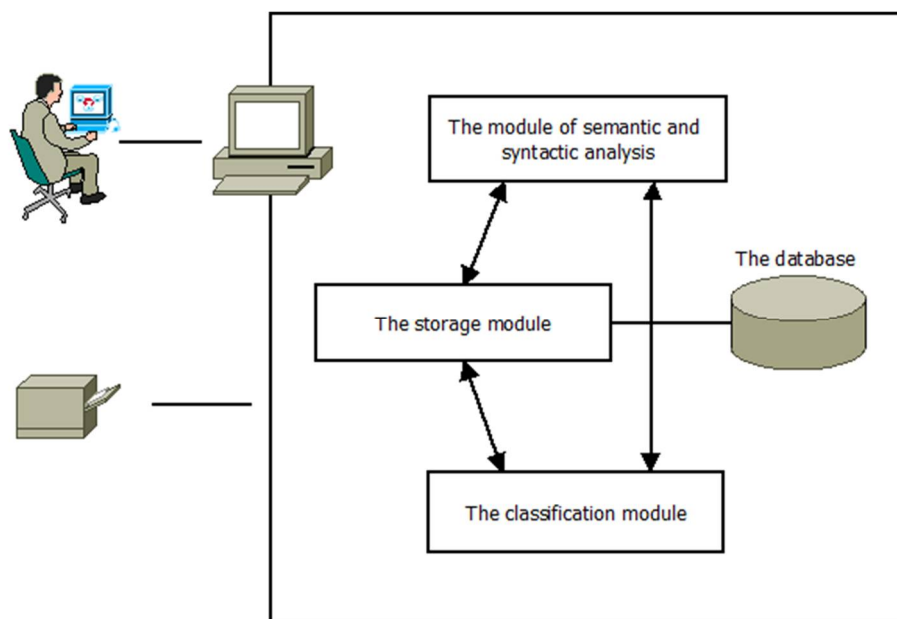 The module of semantic and
syntactic analysis
The database
The storage module
The classification module